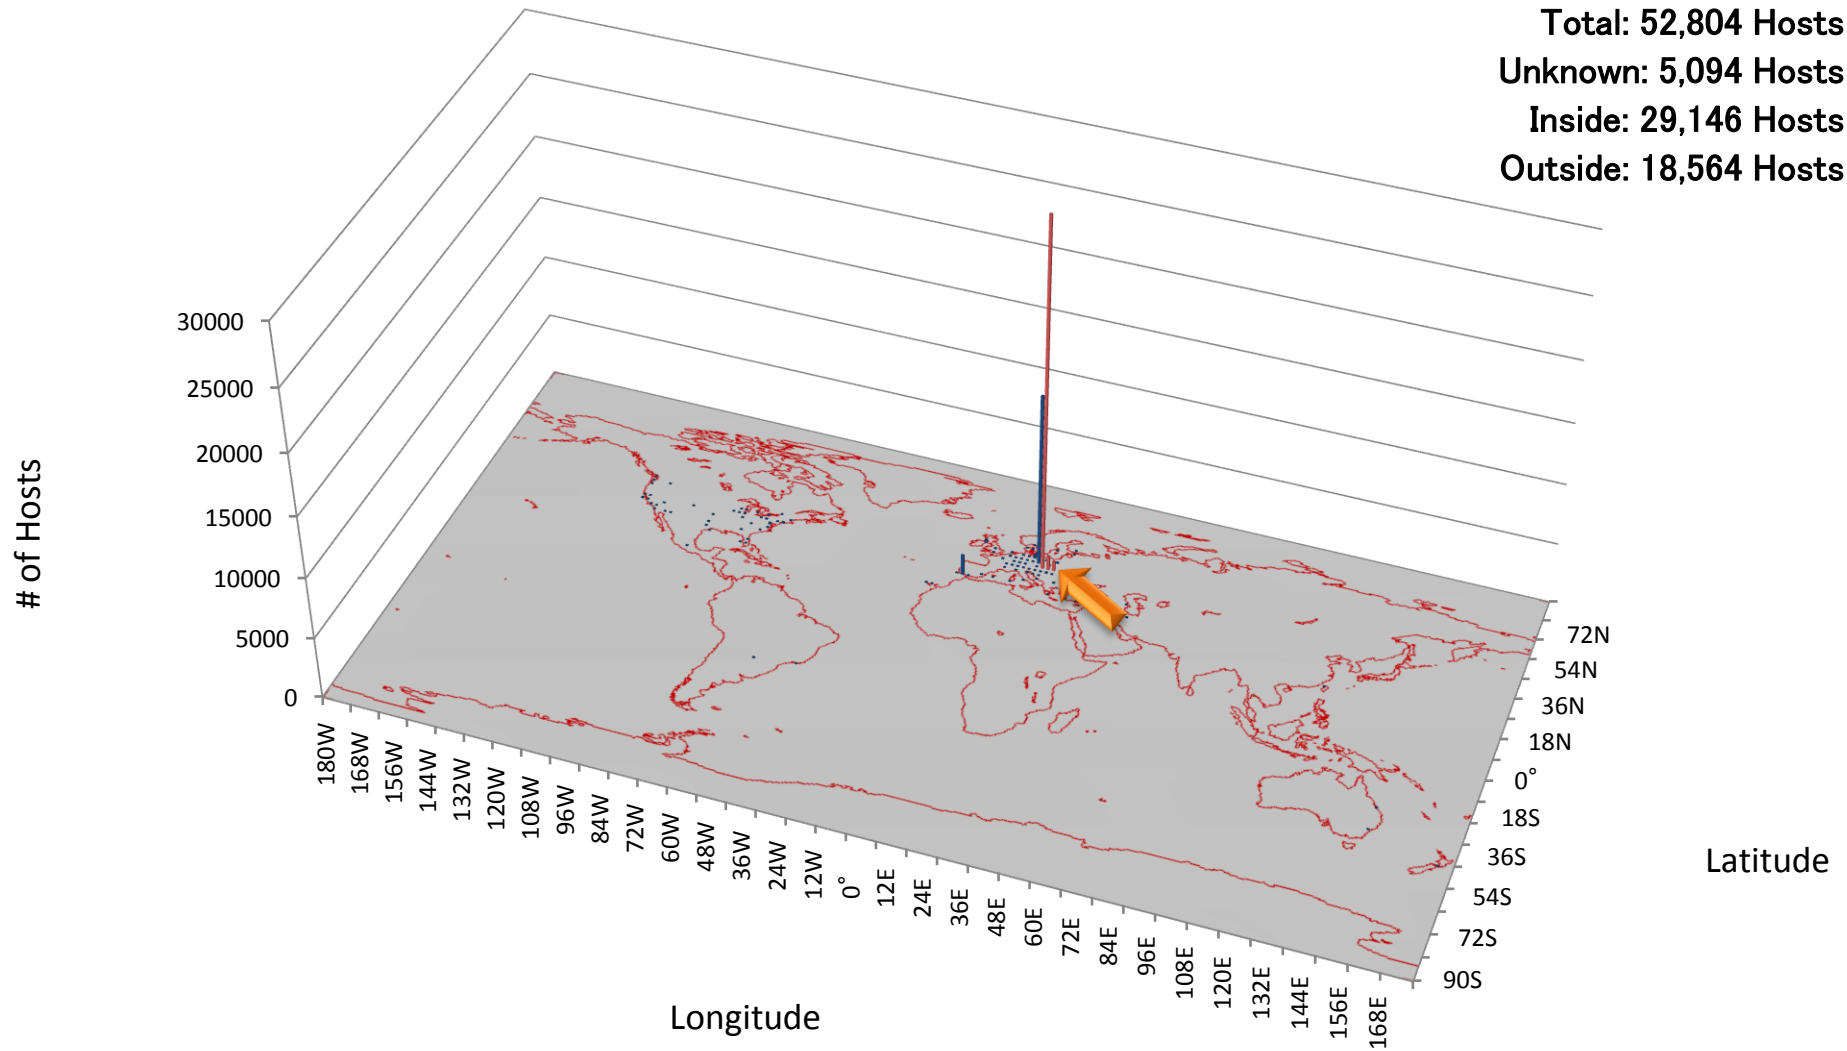 Total: 52,804 Hosts
Unknown: 5,094 Hosts
Inside: 29,146 Hosts
Outside: 18,564 Hosts
# of Hosts
30000
25000
20000
15000
10000
5000
0
180W
168W
156W
144W
132W
120W
108W
96W
84W
72W
60W
48W
36W
24W
12W
0°
12E
24E
36E
48E
60E
72E
84E
96E
108E
120E
132E
144E
156E
168E
Longitude
72N
54N
36N
18N
0°
18S
36S
54S
72S
90S
Latitude